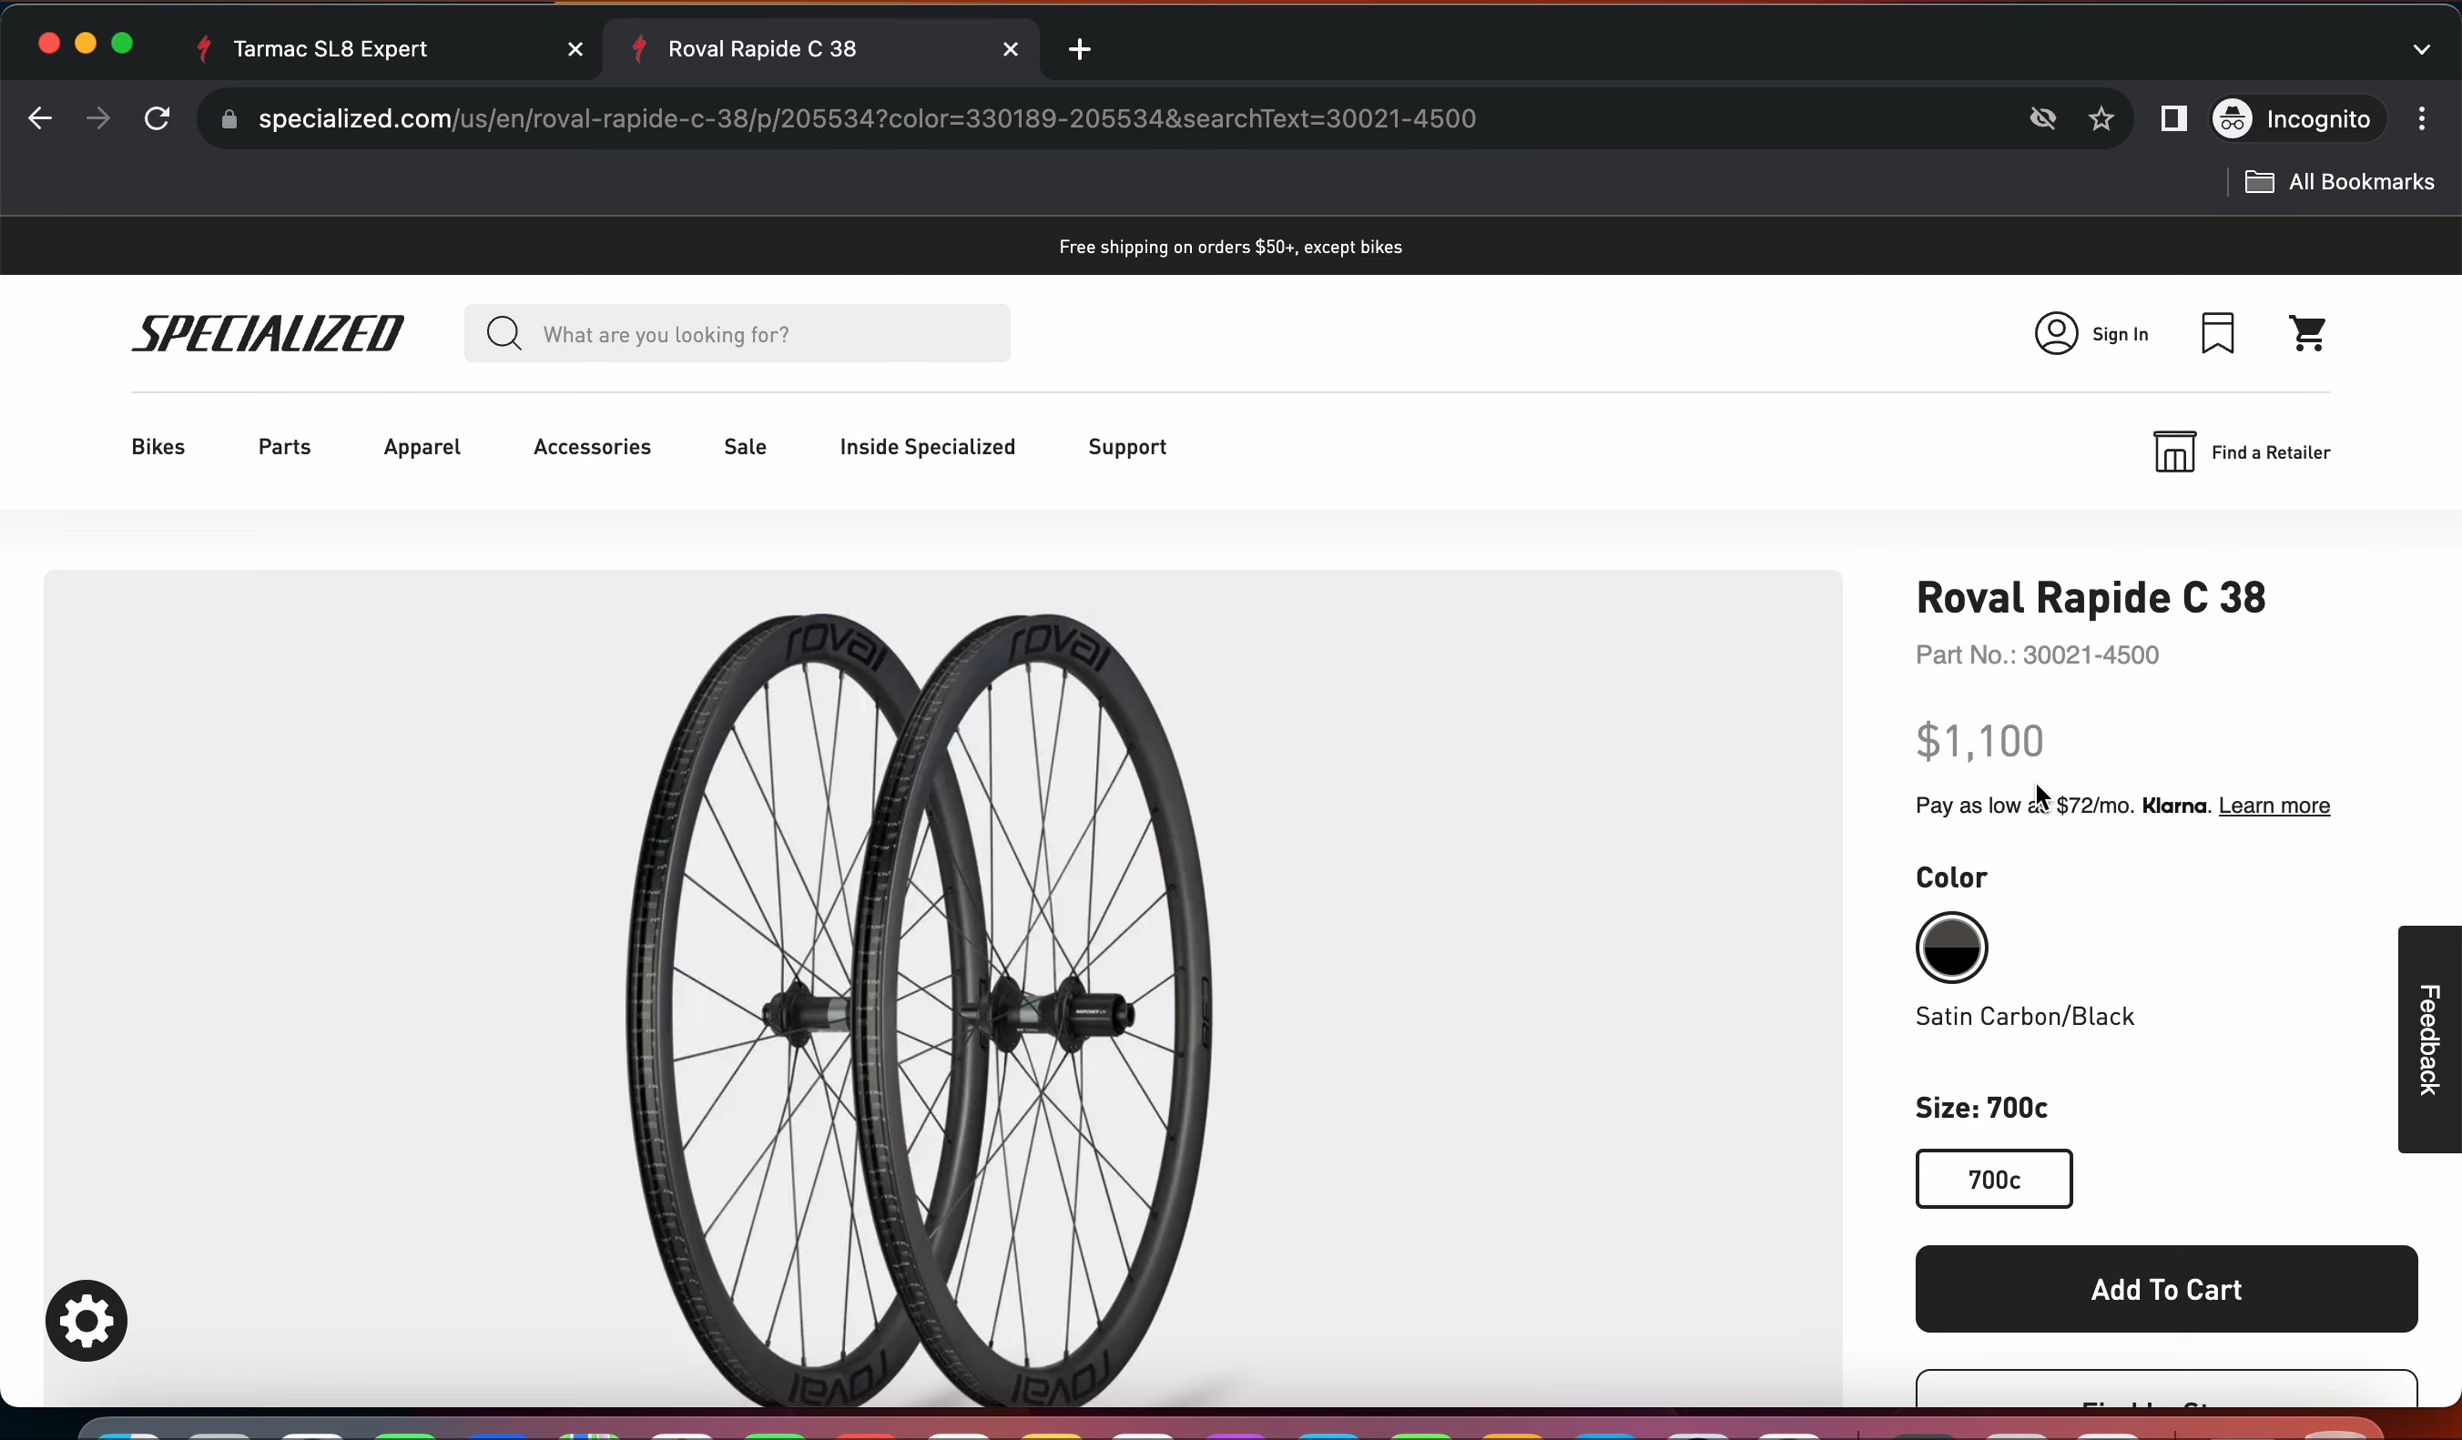 Tarmac SL8 Expert
Roval Rapide C 38
specialized.com/us/en/roval-rapide-c-38/p/205534?color=330189-205534&searchText=30021-4500
Incognito
All Bookmarks
Free shipping on orders $50+, except bikes
SPECIALIZED
What are you looking for?
Sign In
Bikes
Parts
Apparel
Accessories
Sale
Inside Specialized
Support
Find a Retailer
roval
roval
roval
roval
Roval Rapide C 38
Part No.: 30021-4500
$1,100
Pay as low as $72/mo. Klarna. Learn more
Color
Satin Carbon/Black
Size: 700c
700c
Add To Cart
Feedback